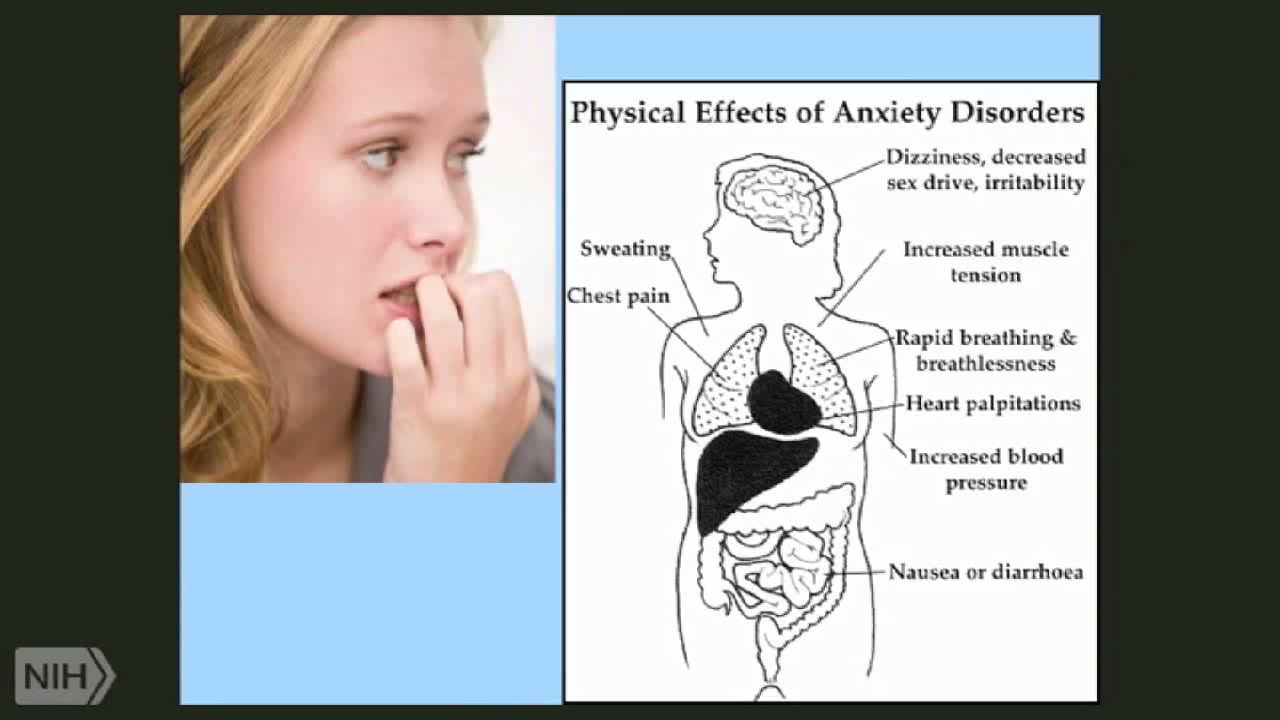 Physical Effects of Anxiety Disorders
Dizziness, decreased
sex drive, irritability
Sweating
Increased muscle
tension
Chest pain
Rapid breathing &
breathlessness
Heart palpitations
Increased blood
pressure
Nausea or diarrhoea
NIH